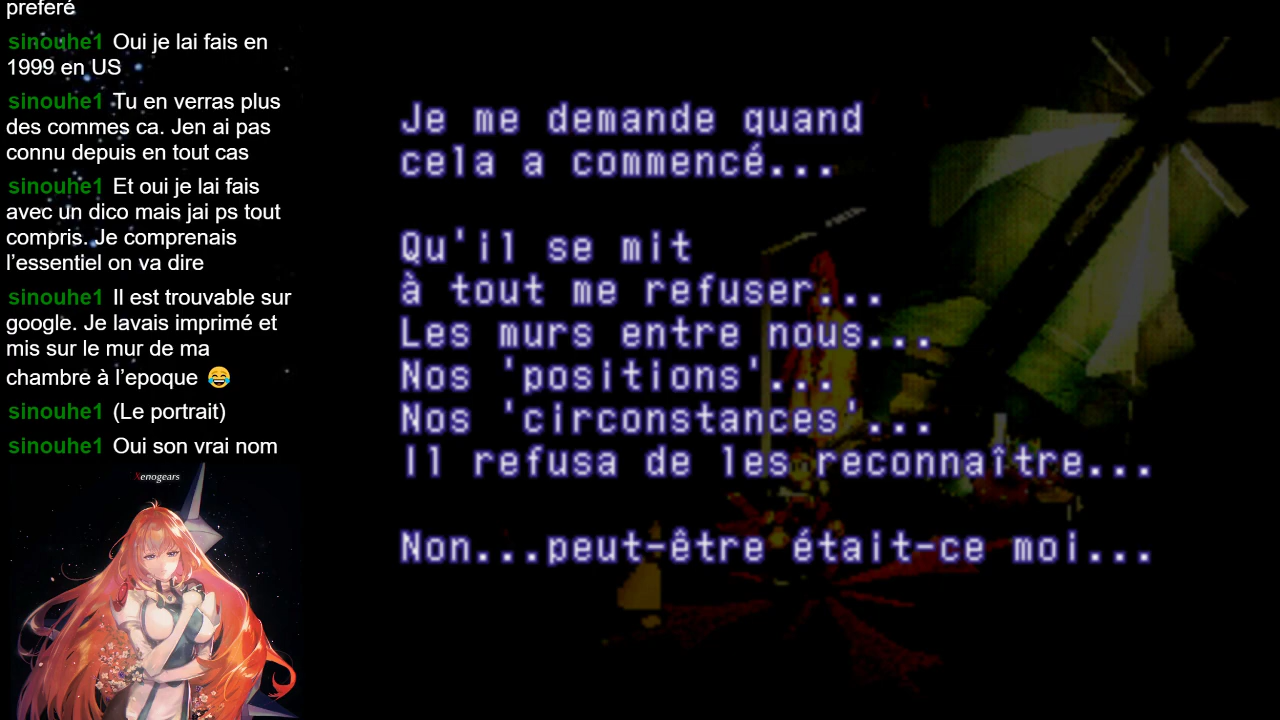 preferé
sinouhe1 Oui je lai fais en
1999 en US
sinouhe1 Tu en verras plus
des commes ca. Jen ai pas
connu depuis en tout cas
sinouhe1 Et oui je lai fais
avec un dico mais jai ps tout
compris. Je comprenais
l’essentiel on va dire
sinouhe1 Il est trouvable sur
google. Je lavais imprimé et
mis sur le mur de ma
chambre à l’epoque 😂
sinouhe1 (Le portrait)
sinouhe1 Oui son vrai nom
Xenogears
Je me demande quand
cela a commencé...
Qu'il se mit
à tout me refuser...
Les murs entre nous...
Nos 'positions'...
Nos 'circonstances'...
Il refusa de les reconnaître...
Non...peut-être était-ce moi...